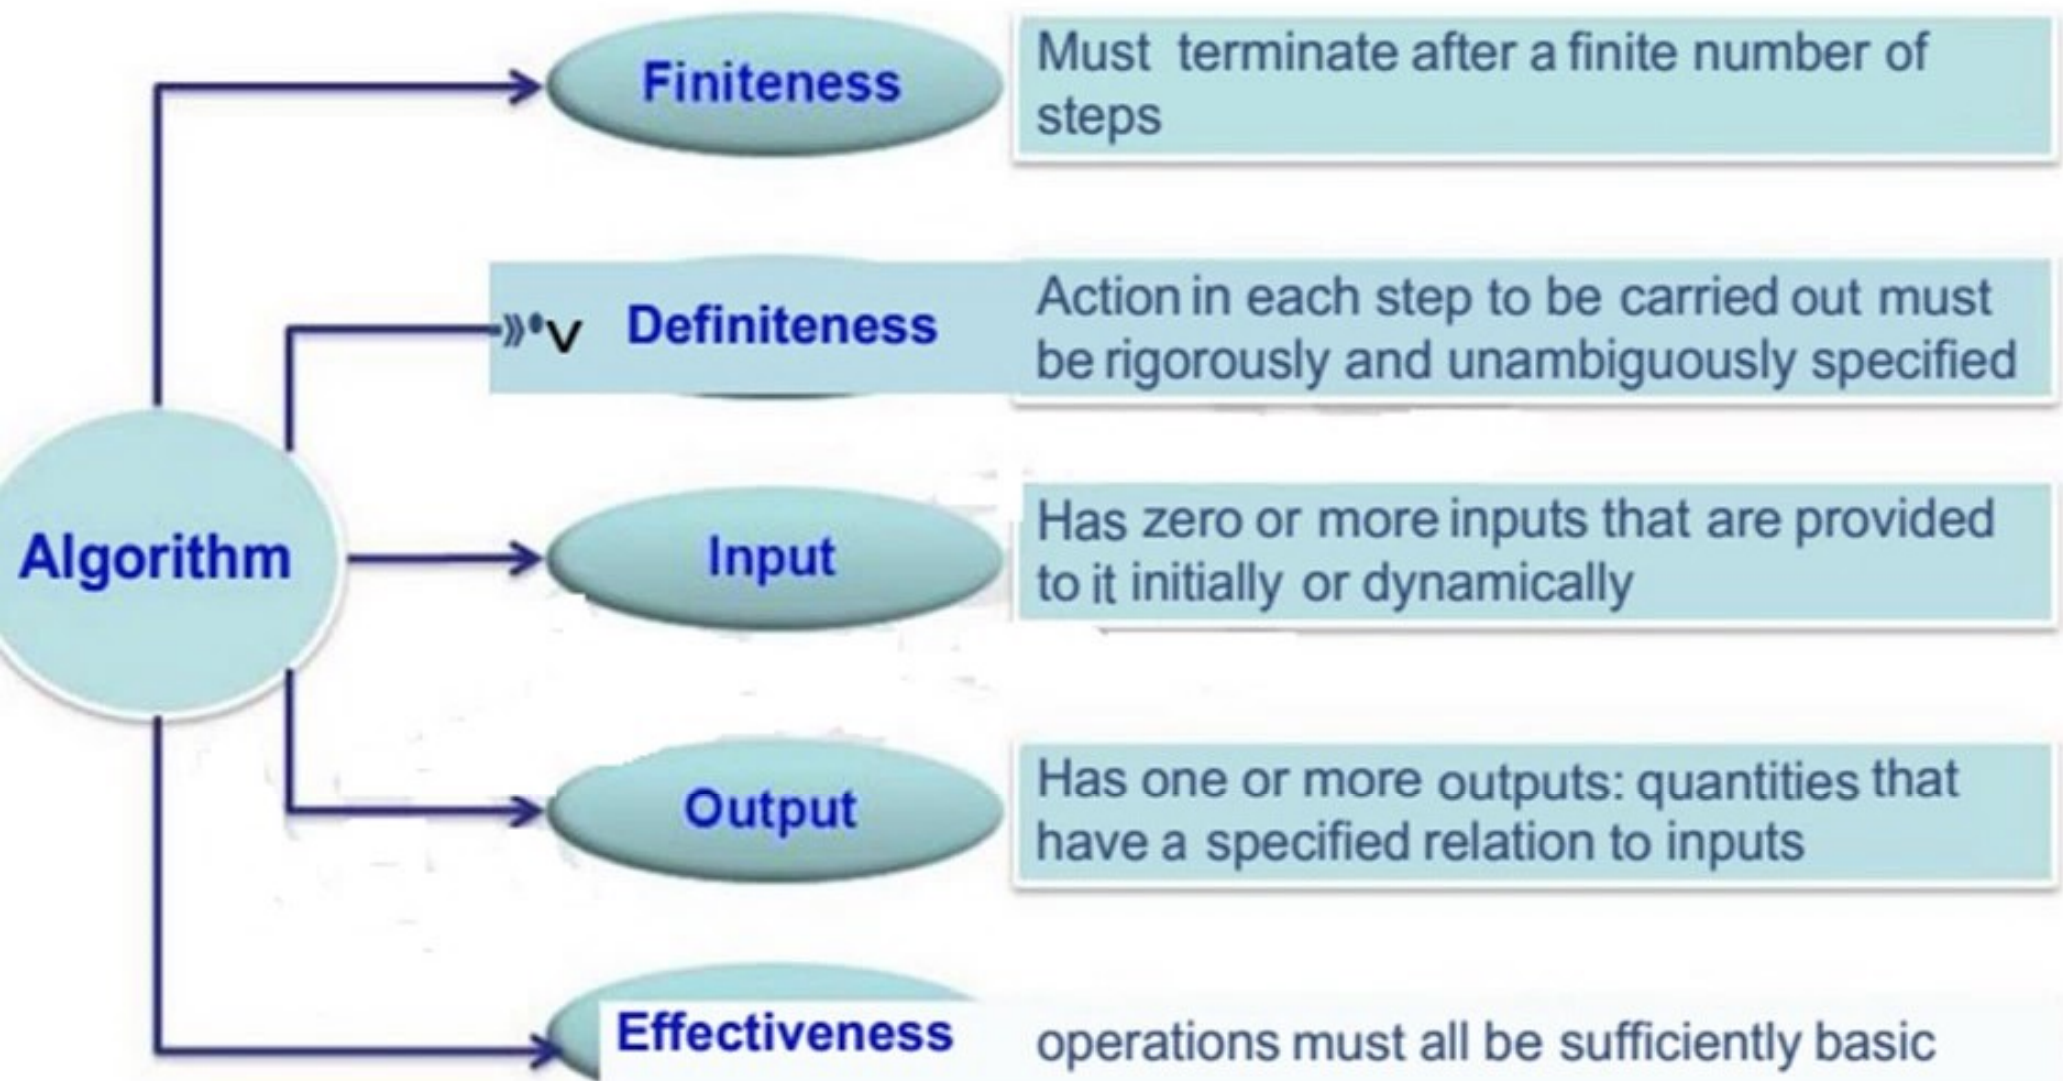 Finiteness
Must terminate after a finite number of
steps
»•V Definiteness
Action in each step to be carried out must
be rigorously and unambiguously specified
Algorithm
Input
Has zero or more inputs that are provided
to it initially or dynamically
Output
Has one or more outputs: quantities that
have a specified relation to inputs
Effectiveness
operations must all be sufficiently basic